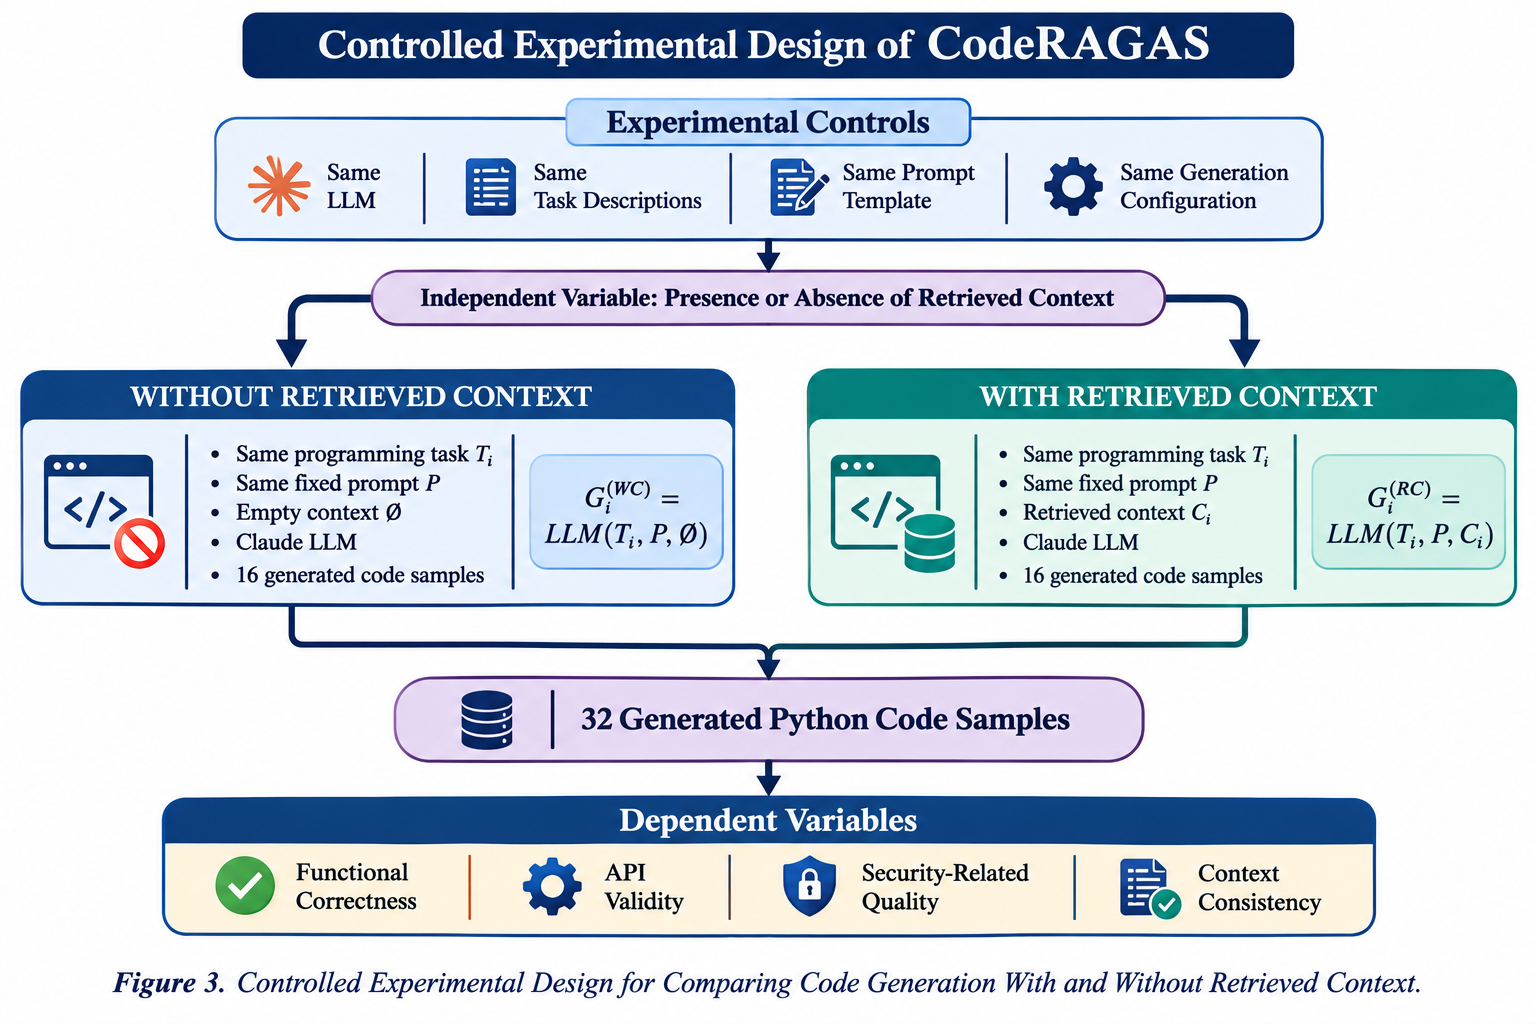 Controlled Experimental Design of CodeRAGAS
Experimental Controls
Same
LLM
Same
Task Descriptions
Same Prompt
Template
Same Generation
Configuration
Independent Variable: Presence or Absence of Retrieved Context
WITHOUT RETRIEVED CONTEXT
</>
• Same programming task Tᵢ
• Same fixed prompt P
• Empty context Ø
• Claude LLM
• 16 generated code samples
Gᵢ^(WC) =
LLM(Tᵢ, P, Ø)
WITH RETRIEVED CONTEXT
</>
• Same programming task Tᵢ
• Same fixed prompt P
• Retrieved context Cᵢ
• Claude LLM
• 16 generated code samples
Gᵢ^(RC) =
LLM(Tᵢ, P, Cᵢ)
32 Generated Python Code Samples
Dependent Variables
Functional
Correctness
API
Validity
Security-Related
Quality
Context
Consistency
Figure 3. Controlled Experimental Design for Comparing Code Generation With and Without Retrieved Context.